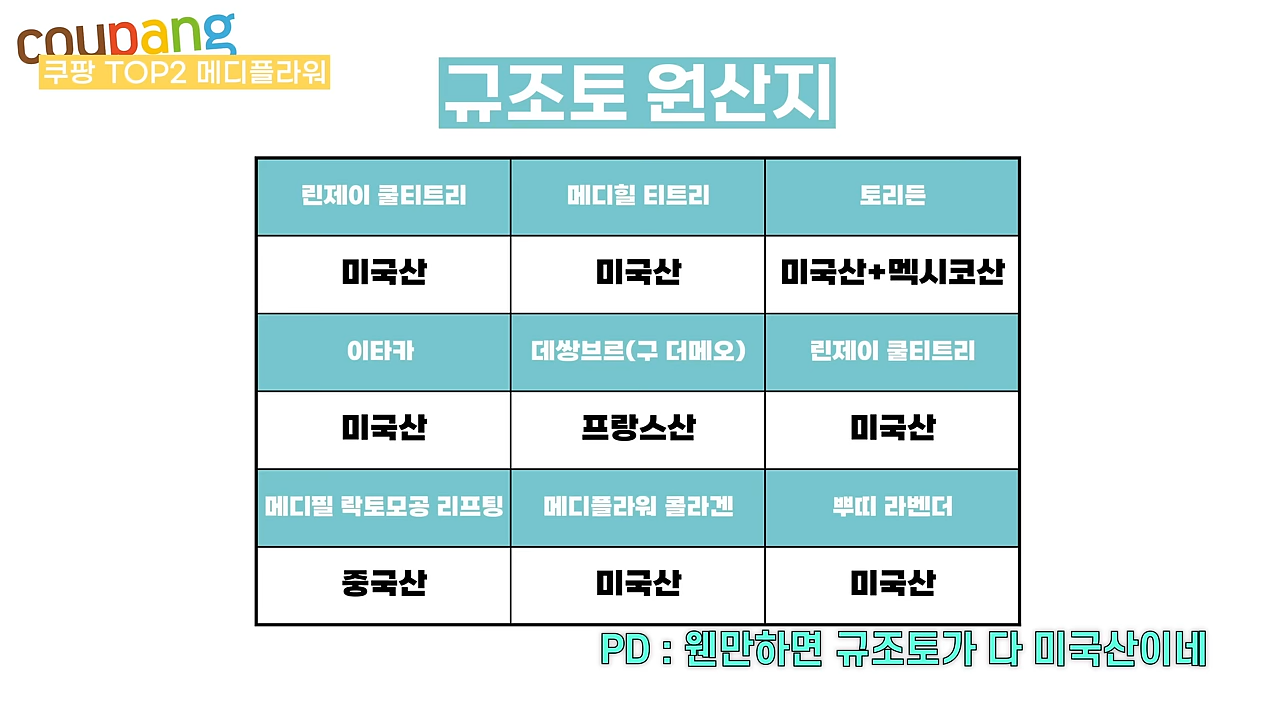 coupang
쿠팡 TOP2 메디플라워
규조토 원산지
린제이 쿨티트리 메디힐 티트리 토리든
미국산 미국산 미국산+멕시코산
이타카 데쌍브르(구 더메오) 린제이 쿨티트리
미국산 프랑스산 미국산
메디필 락토모공 리프팅 메디플라워 콜라겐 뿌띠 라벤더
중국산 미국산 미국산
PD : 웬만하면 규조토가 다 미국산이네